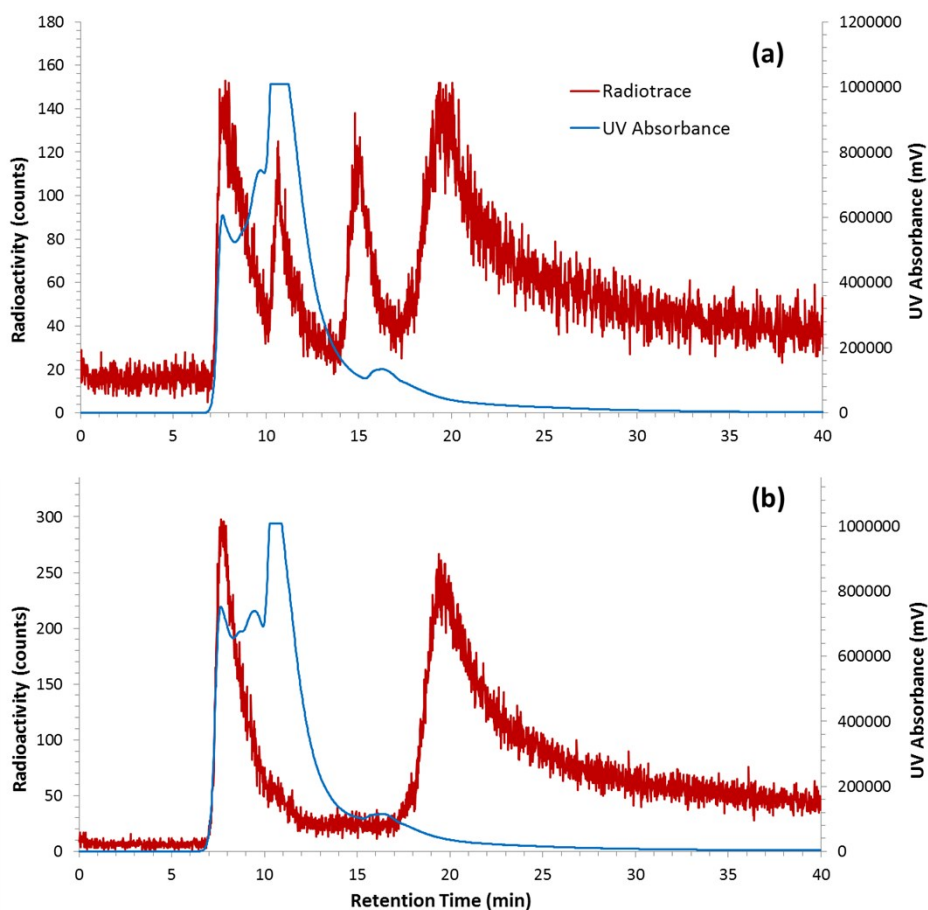 (a)
Radiotrace
UV Absorbance
Radioactivity (counts)
UV Absorbance (mV)
180
160
140
120
100
80
60
40
20
0
1200000
1000000
800000
600000
400000
200000
0
0 5 10 15 20 25 30 35 40
(b)
Radioactivity (counts)
UV Absorbance (mV)
300
250
200
150
100
50
0
1000000
800000
600000
400000
200000
0
0 5 10 15 20 25 30 35 40
Retention Time (min)